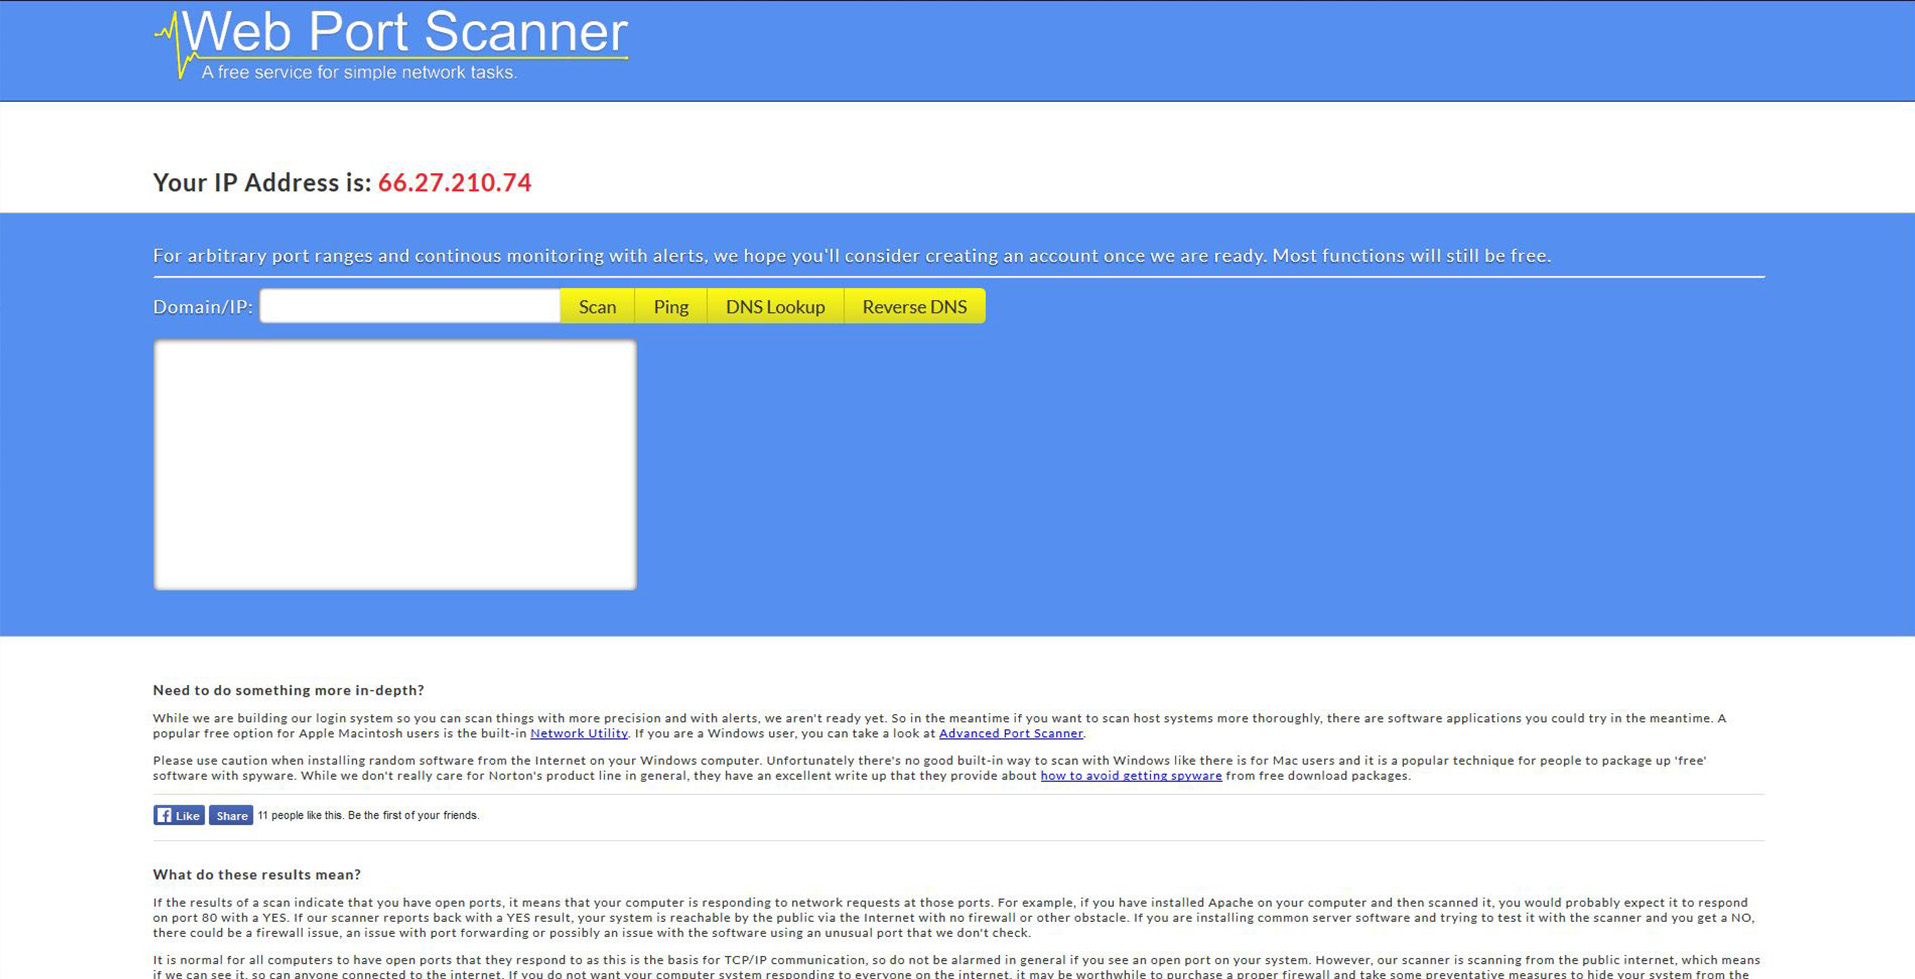 Web Port Scanner
A free service for simple network tasks.
Your IP Address is: 66.27.210.74
For arbitrary port ranges and continous monitoring with alerts, we hope you'll consider creating an account once we are ready. Most functions will still be free.
Domain/IP: Scan Ping DNS Lookup Reverse DNS
Need to do something more in-depth?
While we are building our login system so you can scan things with more precision and with alerts, we aren't ready yet. So in the meantime if you want to scan host systems more thoroughly, there are software applications you could try in the meantime. A
popular free option for Apple Macintosh users is the built-in Network Utility. If you are a Windows user, you can take a look at Advanced Port Scanner.
Please use caution when installing random software from the Internet on your Windows computer. Unfortunately there's no good built-in way to scan with Windows like there is for Mac users and it is a popular technique for people to package up 'free'
software with spyware. While we don't really care for Norton's product line in general, they have an excellent write up that they provide about how to avoid getting spyware from free download packages.
Like Share 11 people like this. Be the first of your friends.
What do these results mean?
If the results of a scan indicate that you have open ports, it means that your computer is responding to network requests at those ports. For example, if you have installed Apache on your computer and then scanned it, you would probably expect it to respond
on port 80 with a YES. If our scanner reports back with a YES result, your system is reachable by the public via the Internet with no firewall or other obstacle. If you are installing common server software and trying to test it with the scanner and you get a NO,
there could be a firewall issue, an issue with port forwarding or possibly an issue with the software using an unusual port that we don't check.
It is normal for all computers to have open ports that they respond to as this is the basis for TCP/IP communication, so do not be alarmed in general if you see an open port on your system. However, our scanner is scanning from the public internet, which means
if we can see it, so can anyone connected to the internet. If you do not want your computer system responding to everyone on the internet, it may be worthwhile to purchase a proper firewall and take some preventative measures to hide your system from the